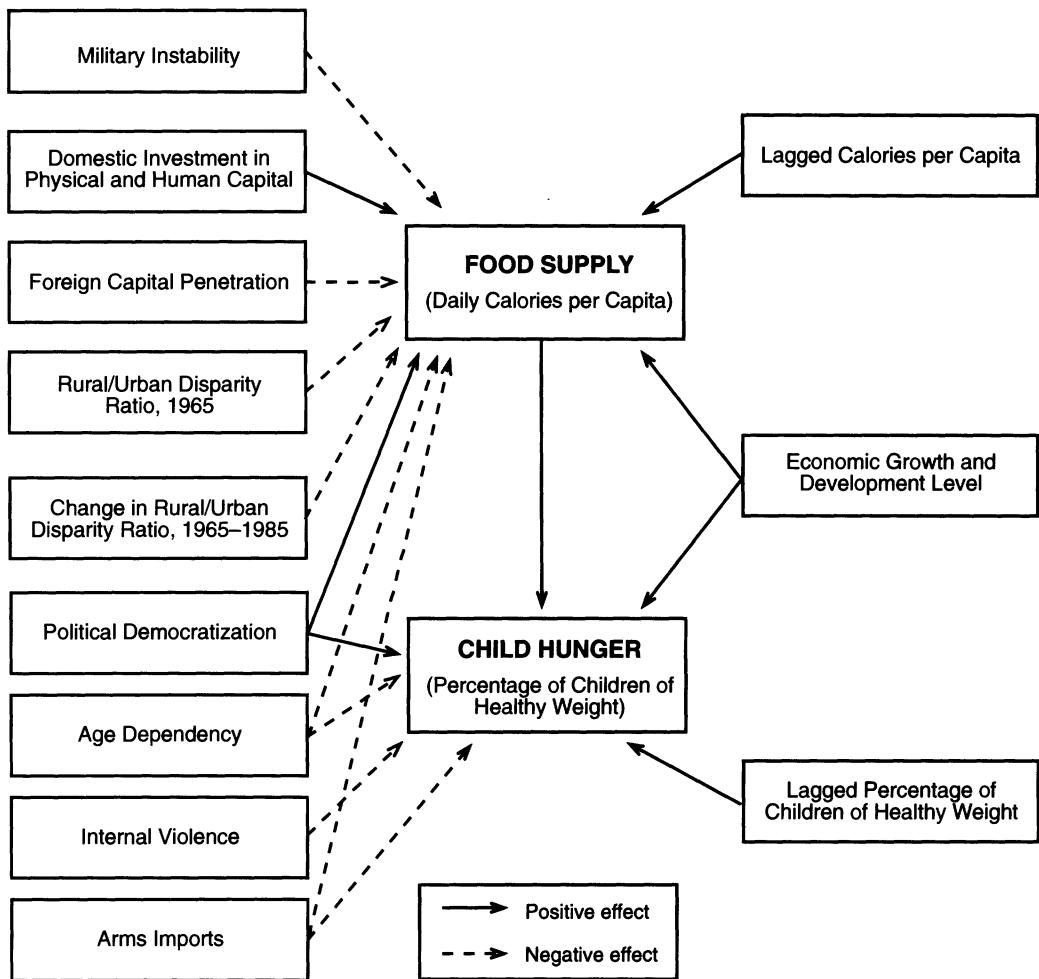 Military Instability
Domestic Investment in
Physical and Human Capital
Foreign Capital Penetration
Rural/Urban Disparity
Ratio, 1965
Change in Rural/Urban
Disparity Ratio, 1965–1985
Political Democratization
Age Dependency
Internal Violence
Arms Imports
FOOD SUPPLY
(Daily Calories per Capita)
CHILD HUNGER
(Percentage of Children of
Healthy Weight)
Positive effect
Negative effect
Lagged Calories per Capita
Economic Growth and
Development Level
Lagged Percentage of
Children of Healthy Weight